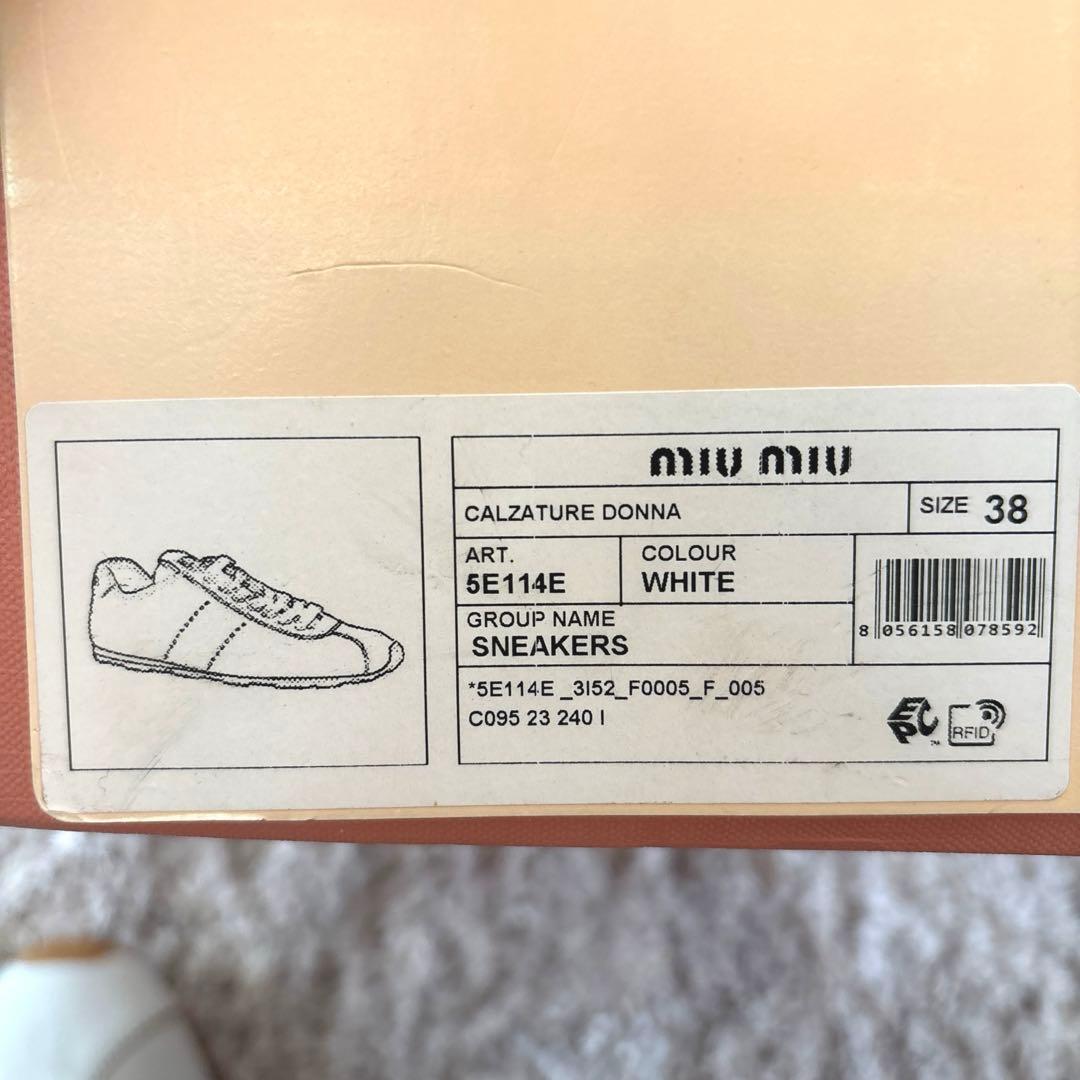 miu miu
CALZATURE DONNA
SIZE 38
ART.
5E114E
COLOUR
WHITE
GROUP NAME
SNEAKERS
8 056158 078592
*5E114E _3I52_F0005_F_005
C095 23 240 I
EPC TM
RFID